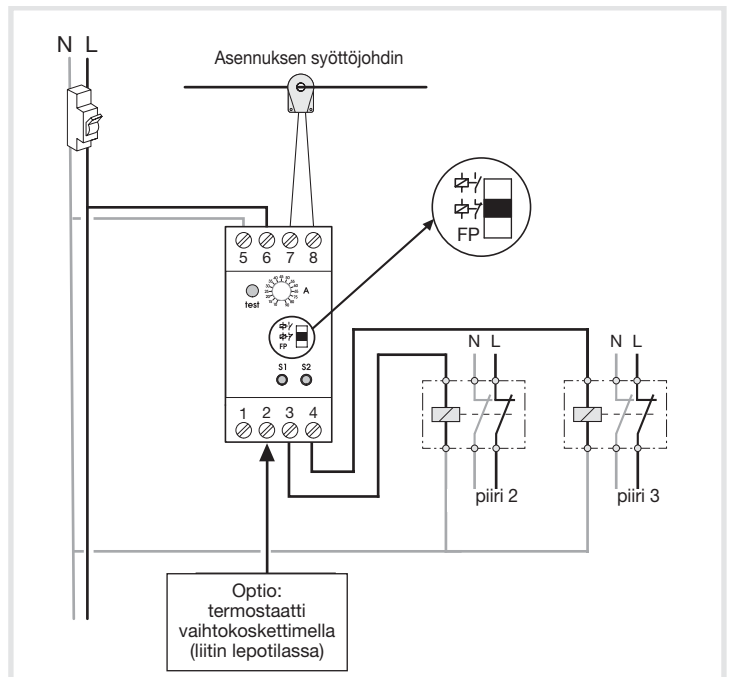 N L
Asennuksen syöttöjohdin
FP
5 6 7 8
A
test
FP
S1 S2
1 2 3 4
N L
N L
piiri 2
piiri 3
Optio:
termostaatti
vaihtokoskettimella
(liitin lepotilassa)